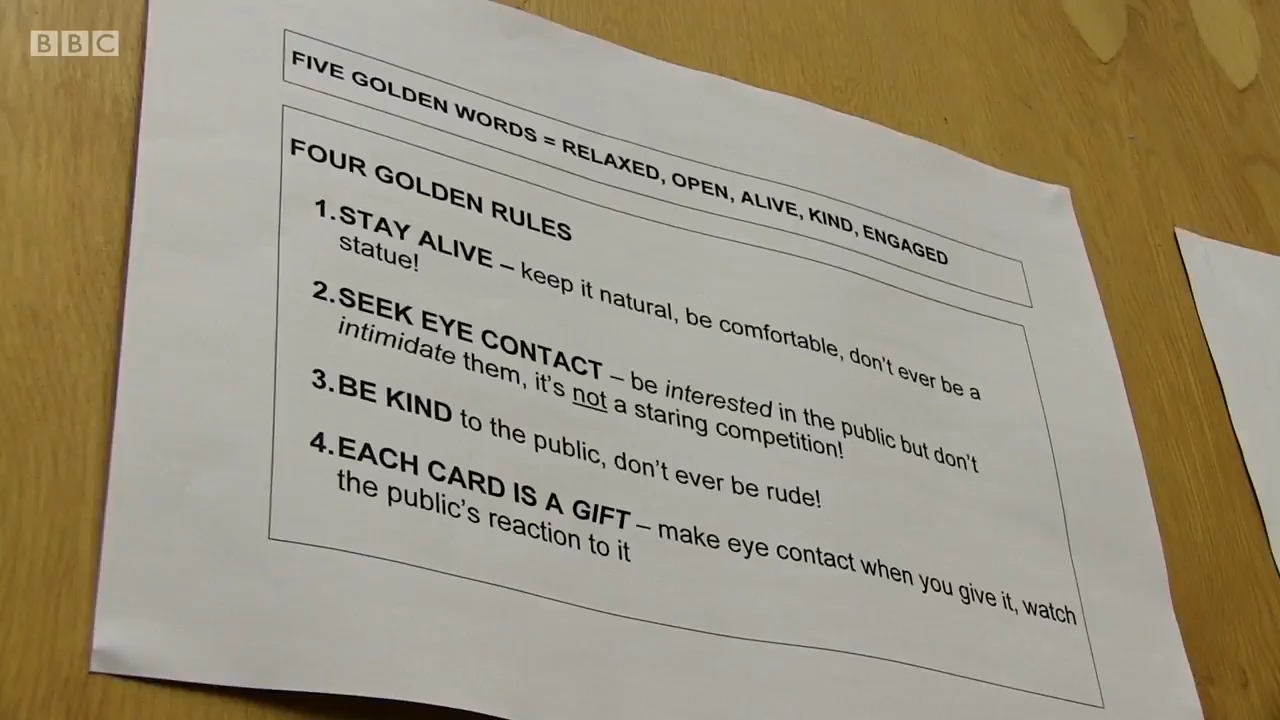 BBC
FIVE GOLDEN WORDS = RELAXED, OPEN, ALIVE, KIND, ENGAGED
FOUR GOLDEN RULES
1. STAY ALIVE – keep it natural, be comfortable, don't ever be a
statue!
2. SEEK EYE CONTACT – be interested in the public but don't
intimidate them, it's not a staring competition!
3. BE KIND to the public, don't ever be rude!
4. EACH CARD IS A GIFT – make eye contact when you give it, watch
the public's reaction to it